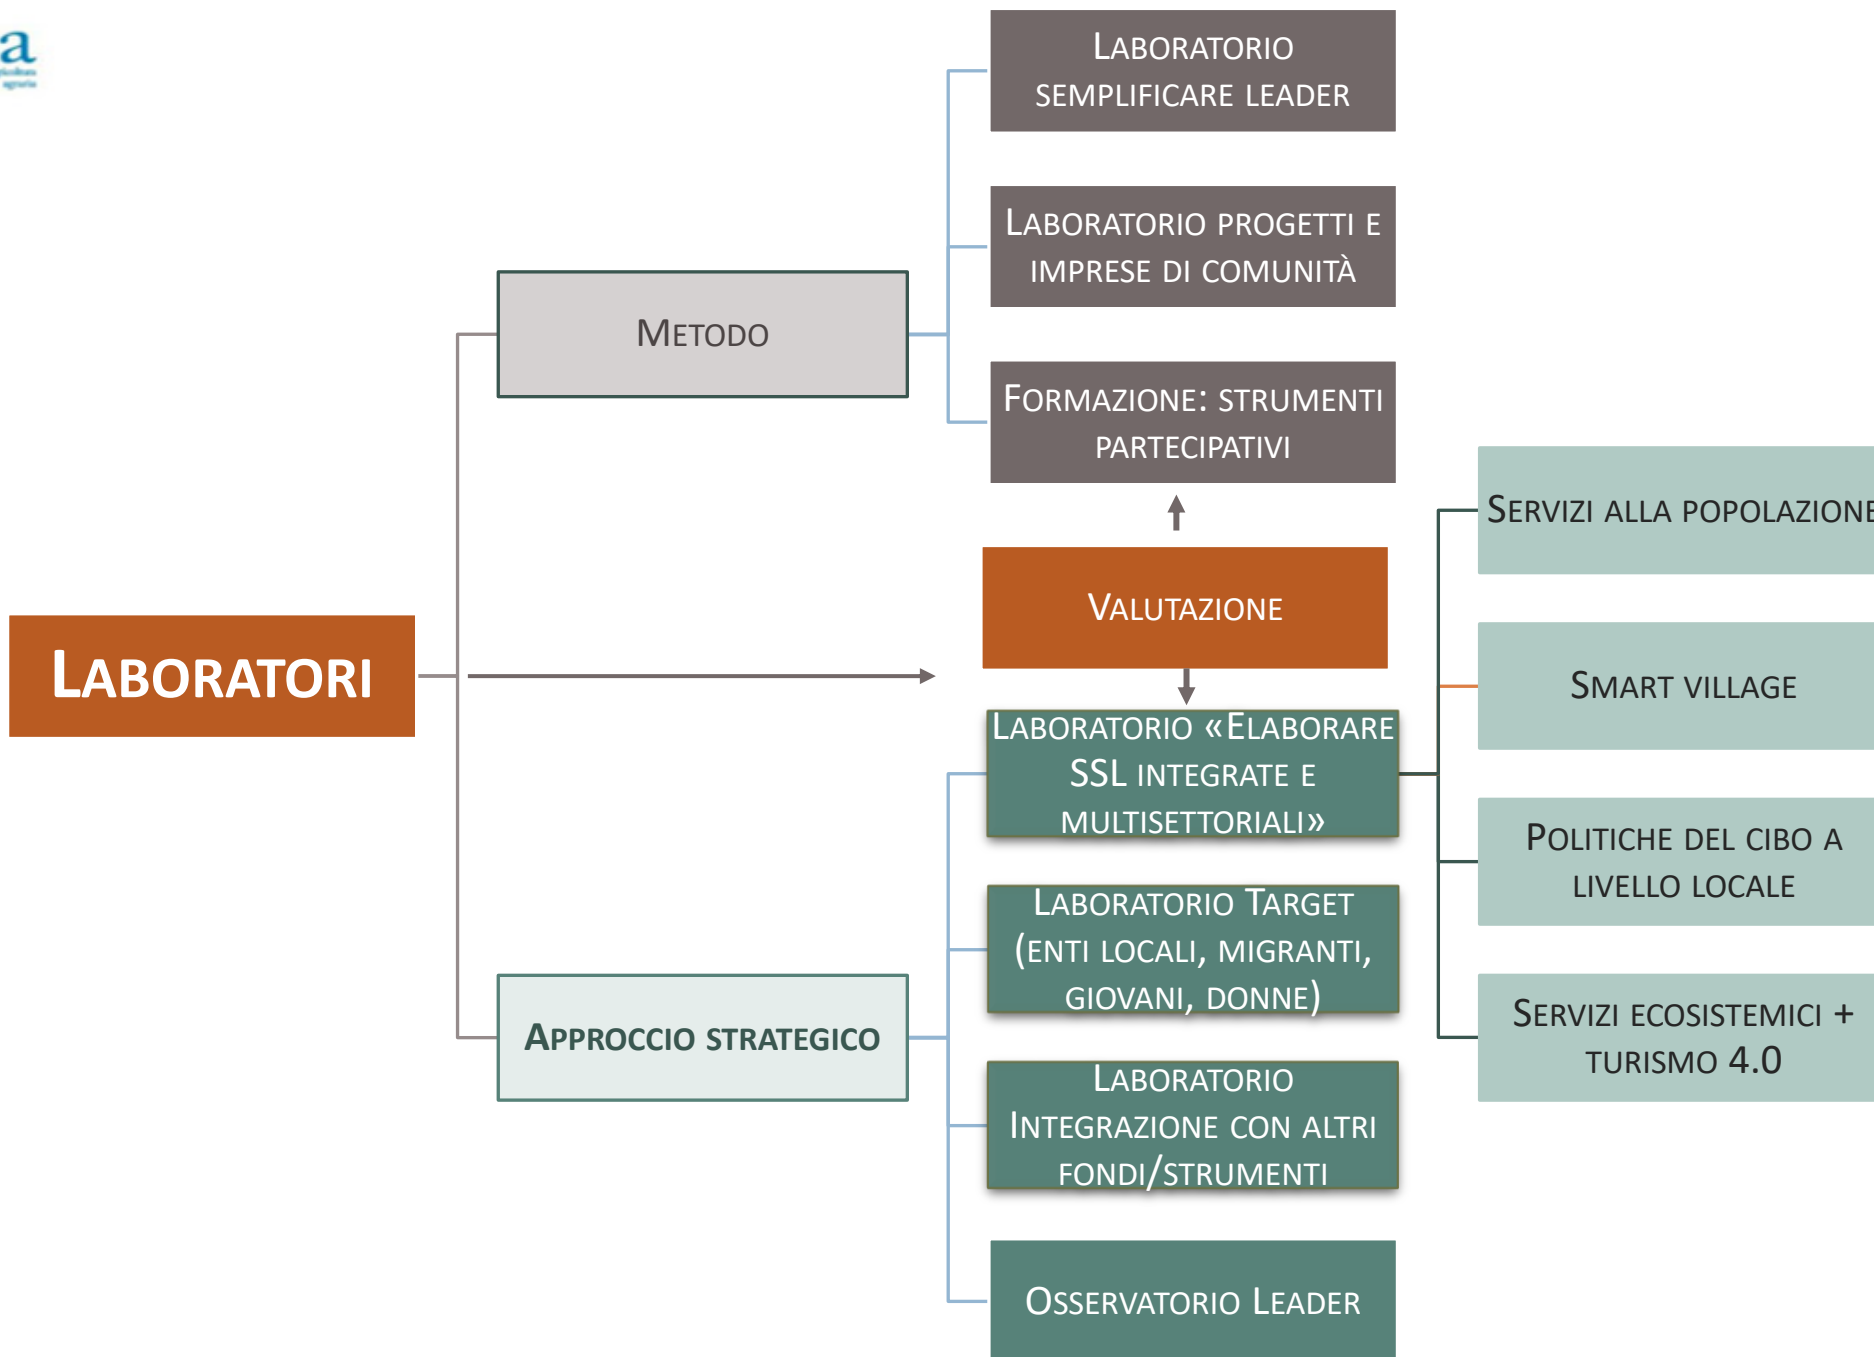 a
agraria
LABORATORIO
SEMPLIFICARE LEADER
LABORATORIO PROGETTI E
IMPRESE DI COMUNITÀ
METODO
FORMAZIONE: STRUMENTI
PARTECIPATIVI
SERVIZI ALLA POPOLAZIONE
VALUTAZIONE
LABORATORI
SMART VILLAGE
LABORATORIO «ELABORARE
SSL INTEGRATE E
MULTISETTORIALI»
POLITICHE DEL CIBO A
LIVELLO LOCALE
LABORATORIO TARGET
(ENTI LOCALI, MIGRANTI,
GIOVANI, DONNE)
APPROCCIO STRATEGICO
SERVIZI ECOSISTEMICI +
TURISMO 4.0
LABORATORIO
INTEGRAZIONE CON ALTRI
FONDI/STRUMENTI
OSSERVATORIO LEADER